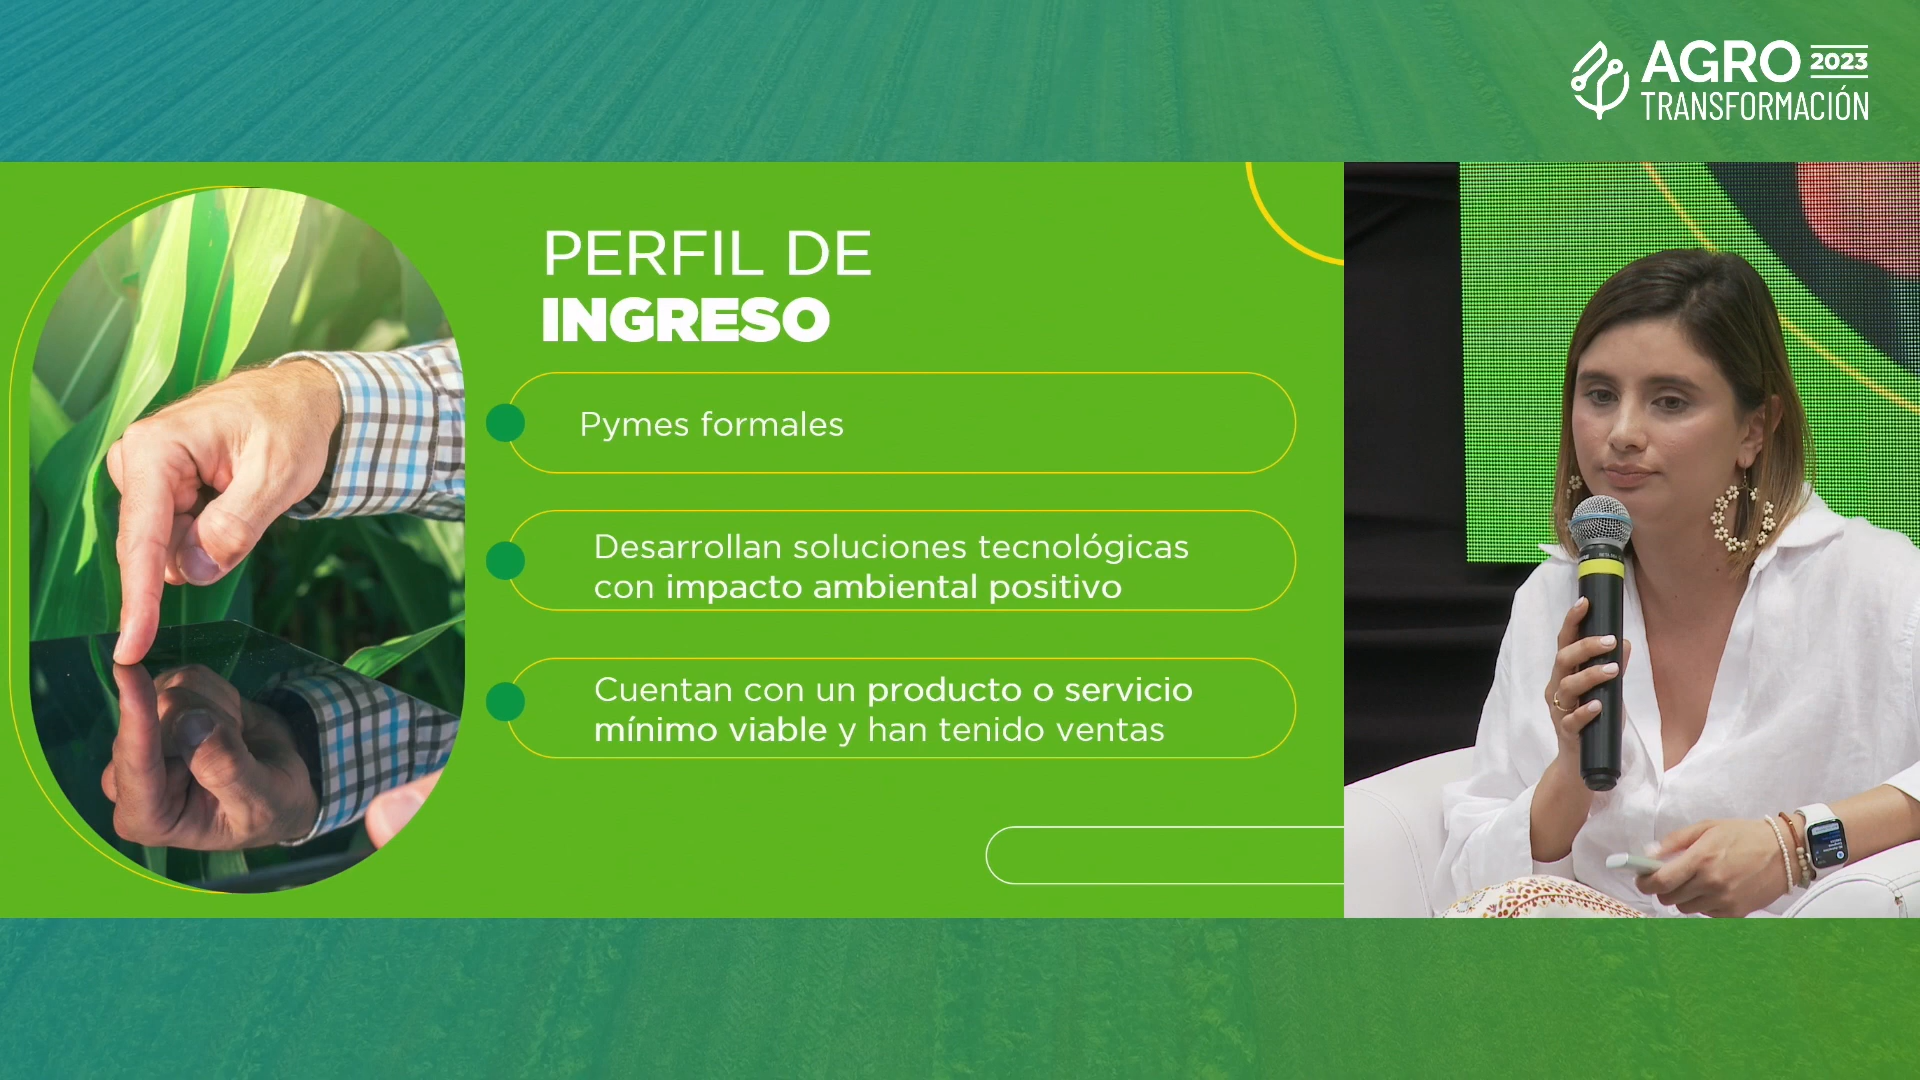 AGRO 2023
TRANSFORMACIÓN
PERFIL DE
INGRESO
Pymes formales
Desarrollan soluciones tecnológicas
con impacto ambiental positivo
Cuentan con un producto o servicio
mínimo viable y han tenido ventas